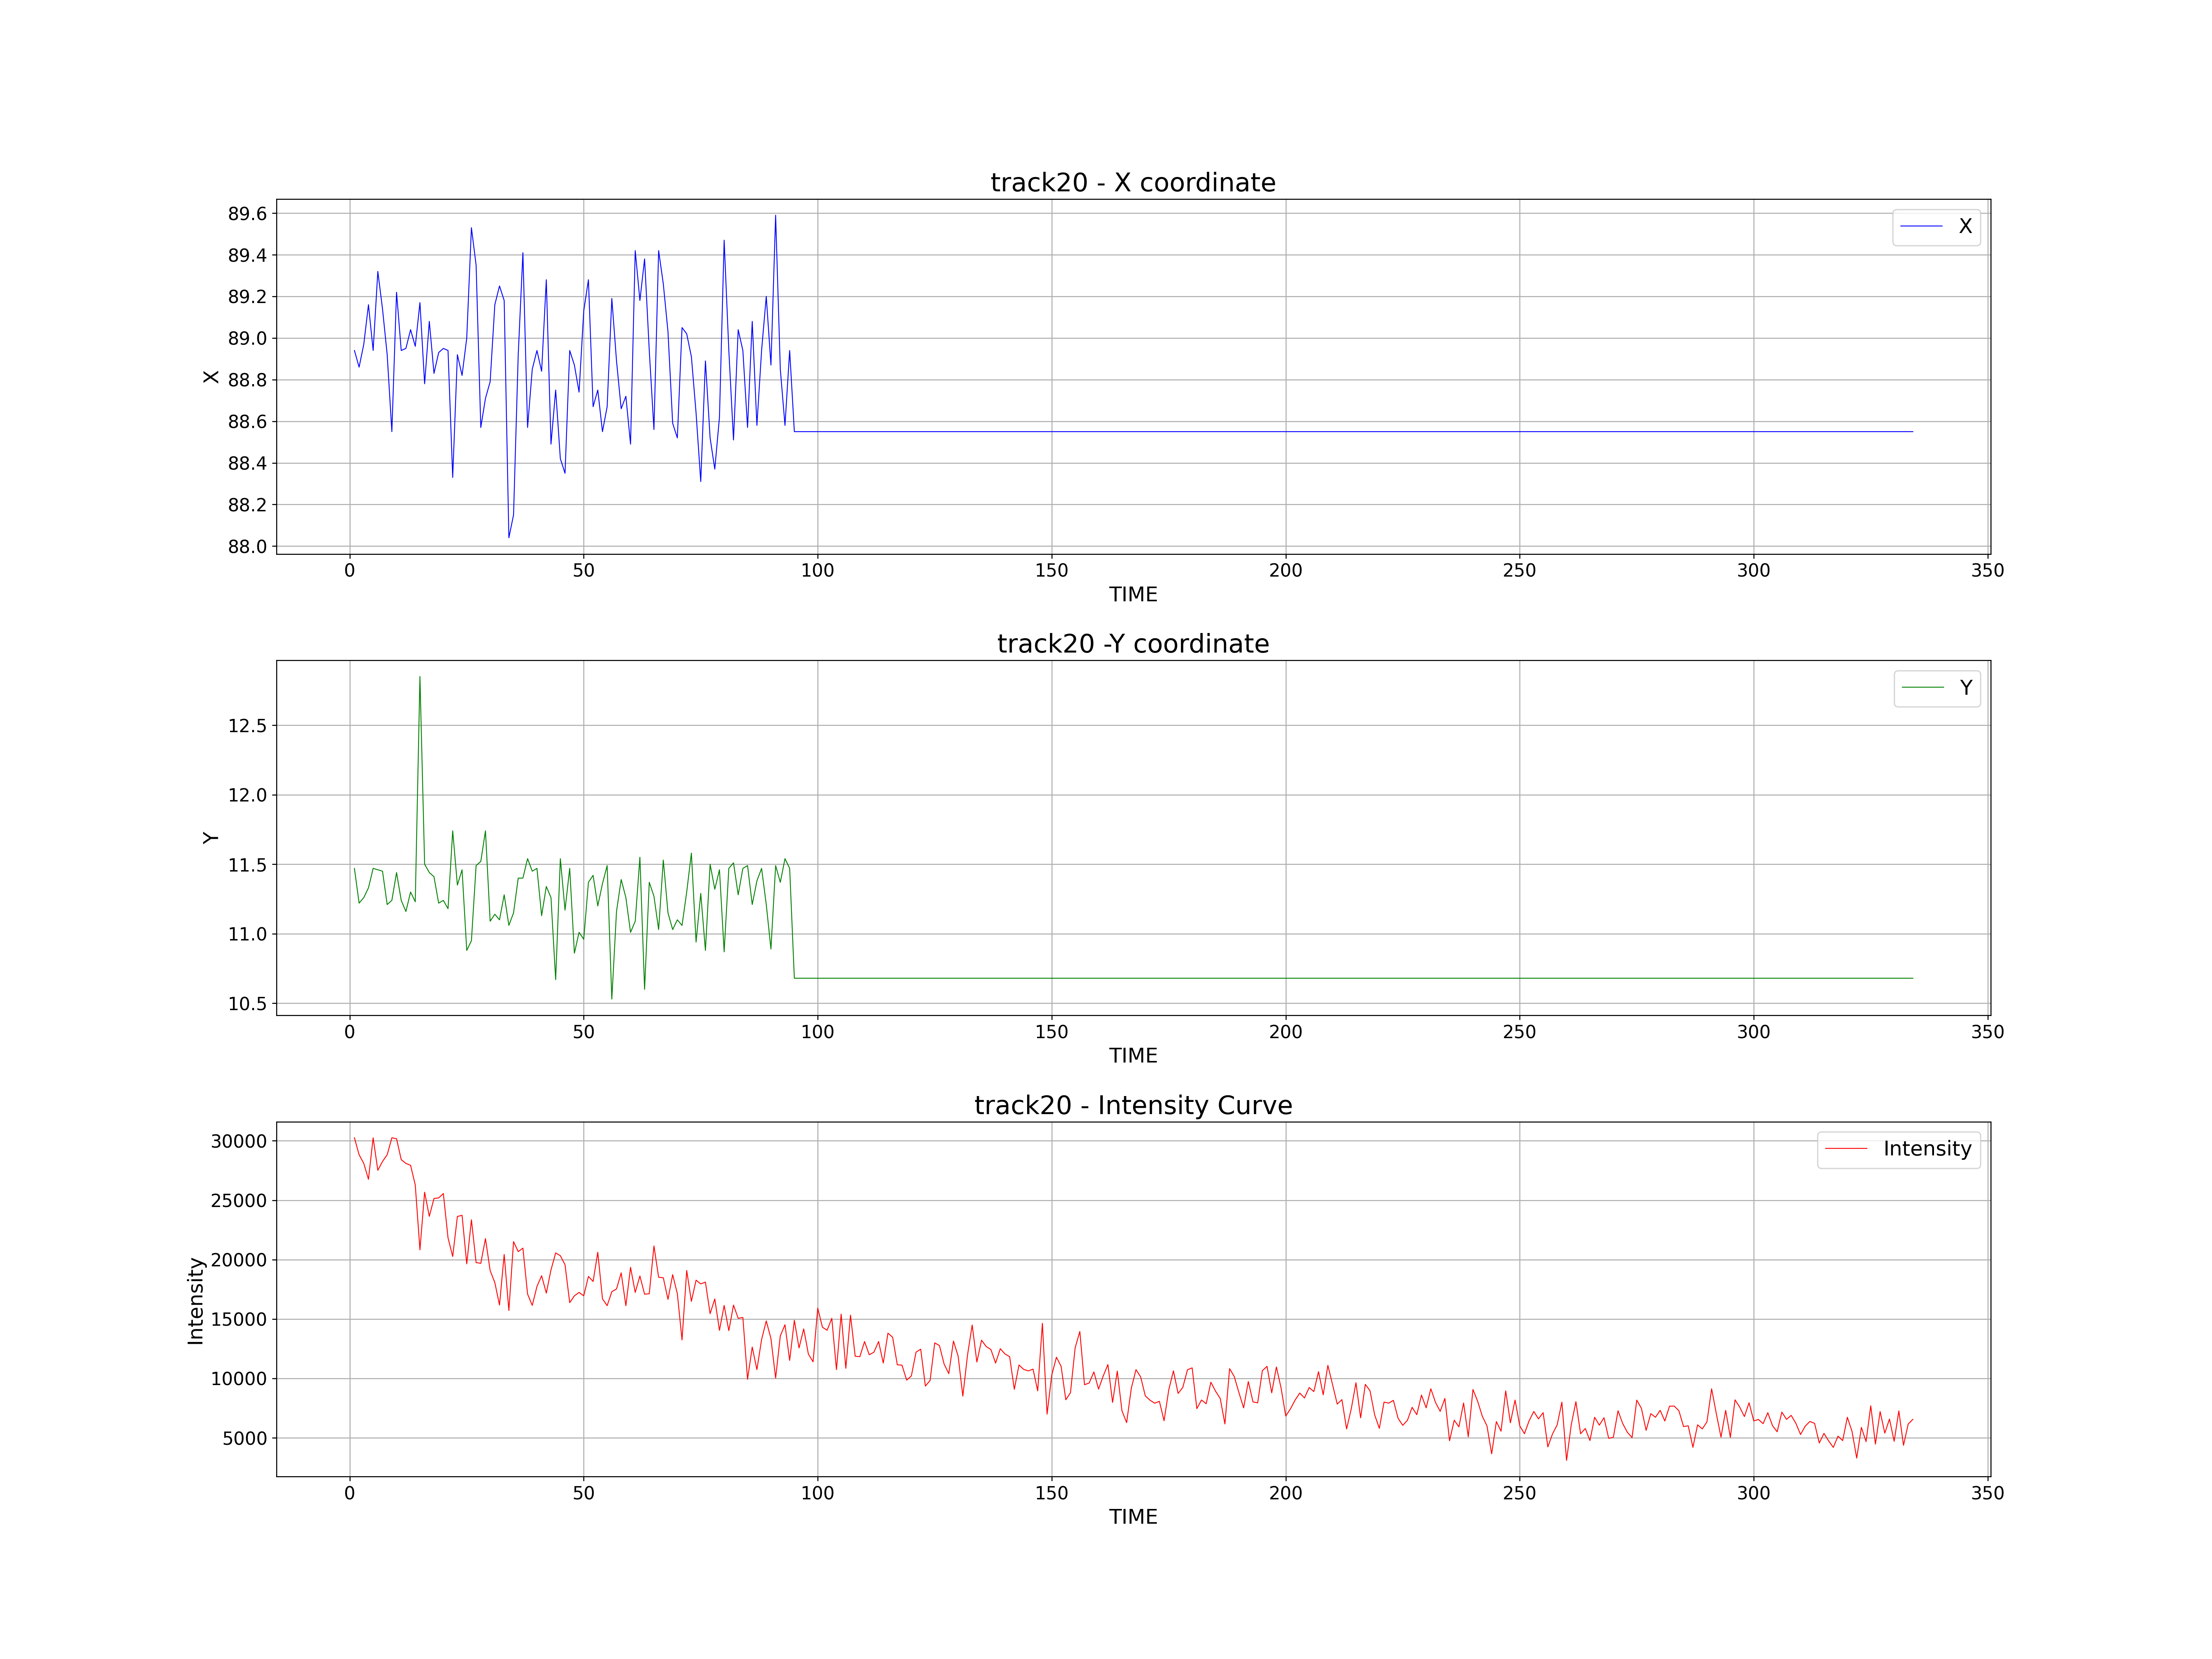 track20 - X coordinate
X
89.6
89.4
89.2
89.0
88.8
88.6
88.4
88.2
88.0
X
0 50 100 150 200 250 300 350
TIME
track20 -Y coordinate
Y
12.5
12.0
11.5
11.0
10.5
Y
0 50 100 150 200 250 300 350
TIME
track20 - Intensity Curve
Intensity
30000
25000
20000
15000
10000
5000
Intensity
0 50 100 150 200 250 300 350
TIME